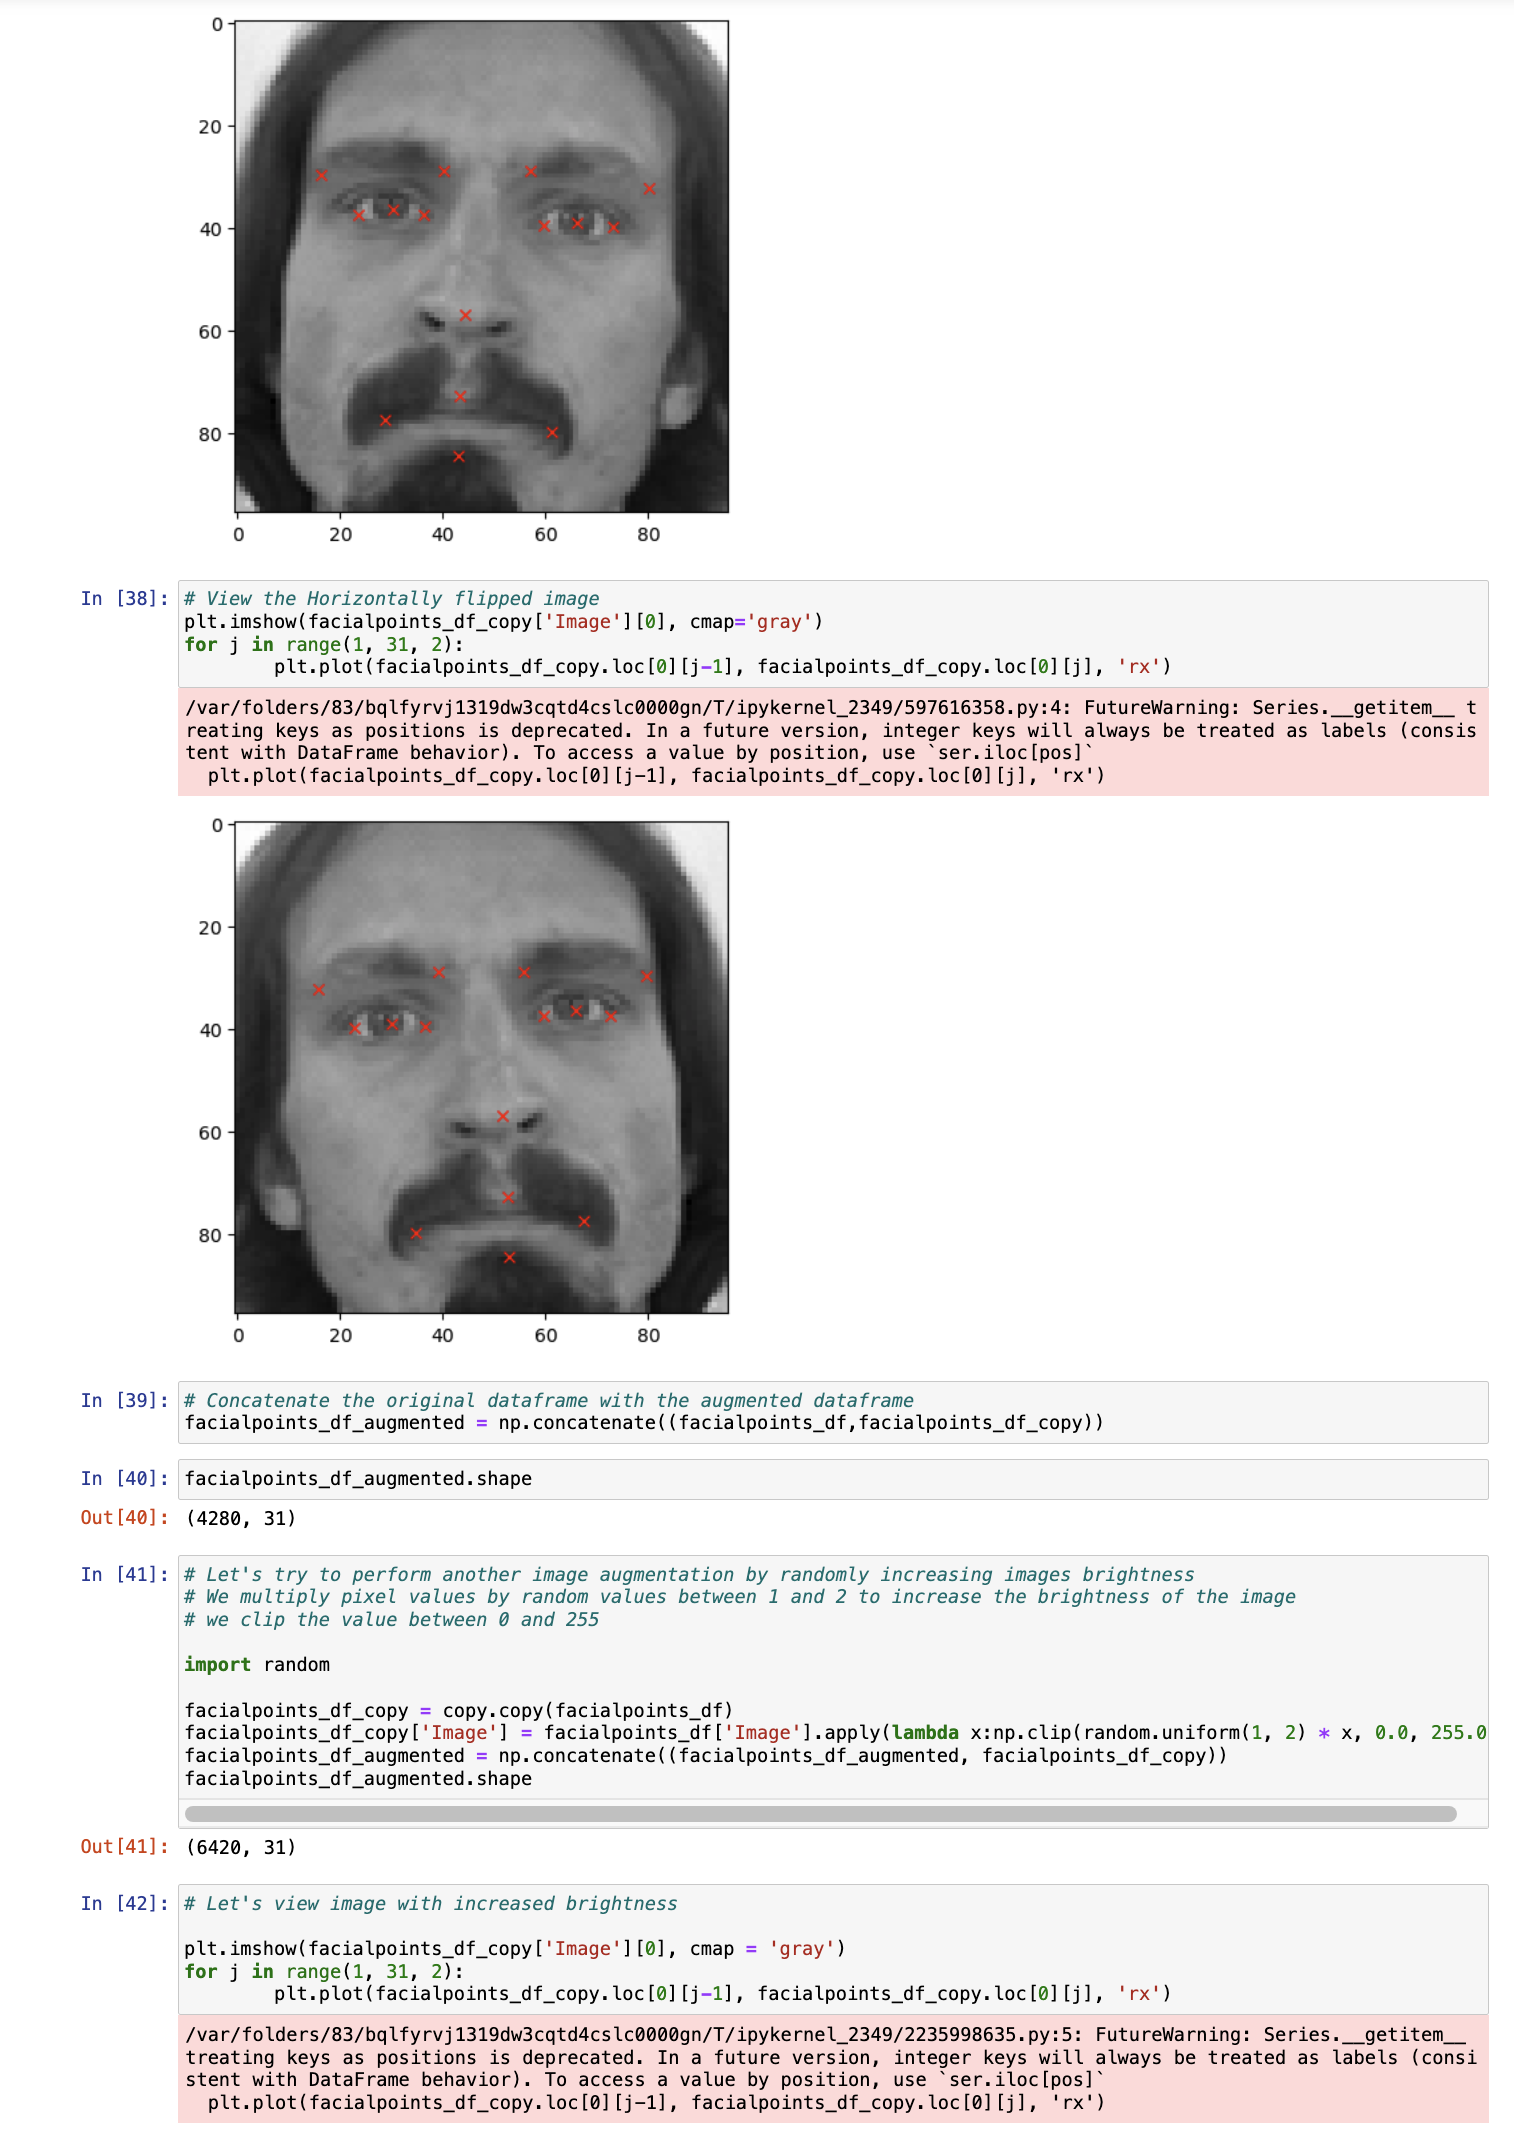 0
20
40
60
80
0 20 40 60 80
In [38]: # View the Horizontally flipped image
plt.imshow(facialpoints_df_copy['Image'][0], cmap='gray')
for j in range(1, 31, 2):
        plt.plot(facialpoints_df_copy.loc[0][j-1], facialpoints_df_copy.loc[0][j], 'rx')
/var/folders/83/bqlfyrvj1319dw3cqtd4cslc0000gn/T/ipykernel_2349/597616358.py:4: FutureWarning: Series.__getitem__ t
reating keys as positions is deprecated. In a future version, integer keys will always be treated as labels (consis
tent with DataFrame behavior). To access a value by position, use `ser.iloc[pos]`
  plt.plot(facialpoints_df_copy.loc[0][j-1], facialpoints_df_copy.loc[0][j], 'rx')
0
20
40
60
80
0 20 40 60 80
In [39]: # Concatenate the original dataframe with the augmented dataframe
facialpoints_df_augmented = np.concatenate((facialpoints_df,facialpoints_df_copy))
In [40]: facialpoints_df_augmented.shape
Out[40]: (4280, 31)
In [41]: # Let's try to perform another image augmentation by randomly increasing images brightness
# We multiply pixel values by random values between 1 and 2 to increase the brightness of the image
# we clip the value between 0 and 255
import random
facialpoints_df_copy = copy.copy(facialpoints_df)
facialpoints_df_copy['Image'] = facialpoints_df['Image'].apply(lambda x:np.clip(random.uniform(1, 2) * x, 0.0, 255.0
facialpoints_df_augmented = np.concatenate((facialpoints_df_augmented, facialpoints_df_copy))
facialpoints_df_augmented.shape
Out[41]: (6420, 31)
In [42]: # Let's view image with increased brightness
plt.imshow(facialpoints_df_copy['Image'][0], cmap = 'gray')
for j in range(1, 31, 2):
        plt.plot(facialpoints_df_copy.loc[0][j-1], facialpoints_df_copy.loc[0][j], 'rx')
/var/folders/83/bqlfyrvj1319dw3cqtd4cslc0000gn/T/ipykernel_2349/2235998635.py:5: FutureWarning: Series.__getitem__
treating keys as positions is deprecated. In a future version, integer keys will always be treated as labels (consi
stent with DataFrame behavior). To access a value by position, use `ser.iloc[pos]`
  plt.plot(facialpoints_df_copy.loc[0][j-1], facialpoints_df_copy.loc[0][j], 'rx')